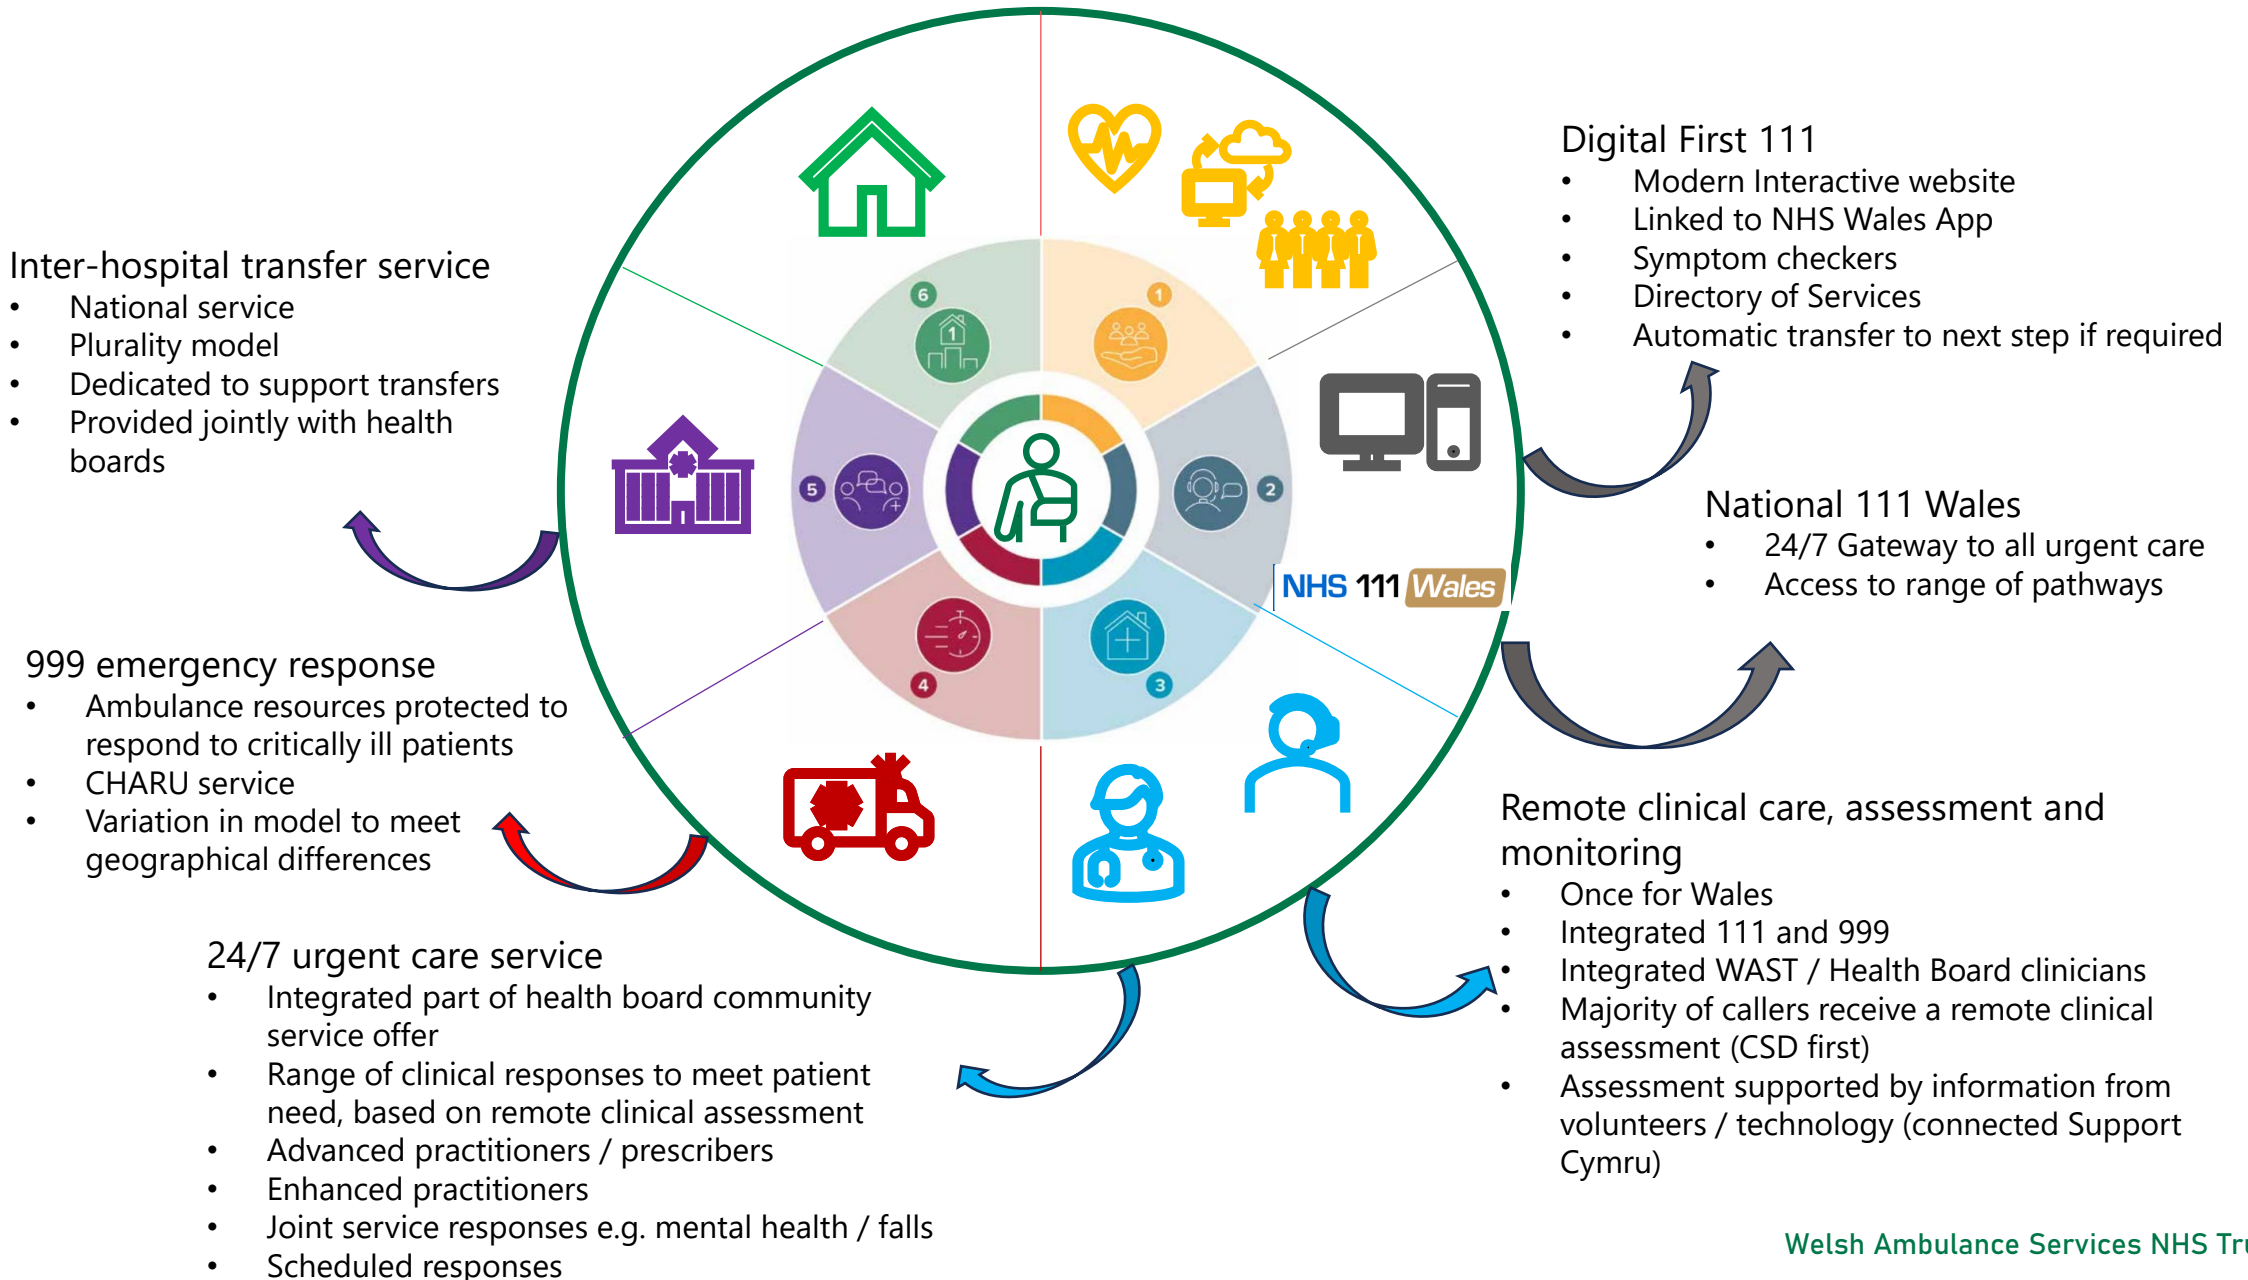 Inter-hospital transfer service
• National service
• Plurality model
• Dedicated to support transfers
• Provided jointly with health
boards
999 emergency response
• Ambulance resources protected to
respond to critically ill patients
• CHARU service
• Variation in model to meet
geographical differences
24/7 urgent care service
• Integrated part of health board community
service offer
• Range of clinical responses to meet patient
need, based on remote clinical assessment
• Advanced practitioners / prescribers
• Enhanced practitioners
• Joint service responses e.g. mental health / falls
• Scheduled responses
6
1
1
5
2
4
3
NHS 111 Wales
Digital First 111
• Modern Interactive website
• Linked to NHS Wales App
• Symptom checkers
• Directory of Services
• Automatic transfer to next step if required
National 111 Wales
• 24/7 Gateway to all urgent care
• Access to range of pathways
Remote clinical care, assessment and
monitoring
• Once for Wales
• Integrated 111 and 999
• Integrated WAST / Health Board clinicians
• Majority of callers receive a remote clinical
assessment (CSD first)
• Assessment supported by information from
volunteers / technology (connected Support
Cymru)
Welsh Ambulance Services NHS Tru